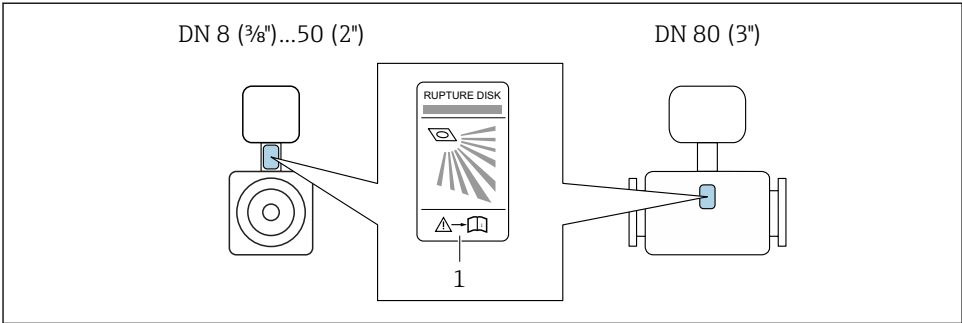 DN 8 (⅜")...50 (2")
DN 80 (3")
RUPTURE DISK
1